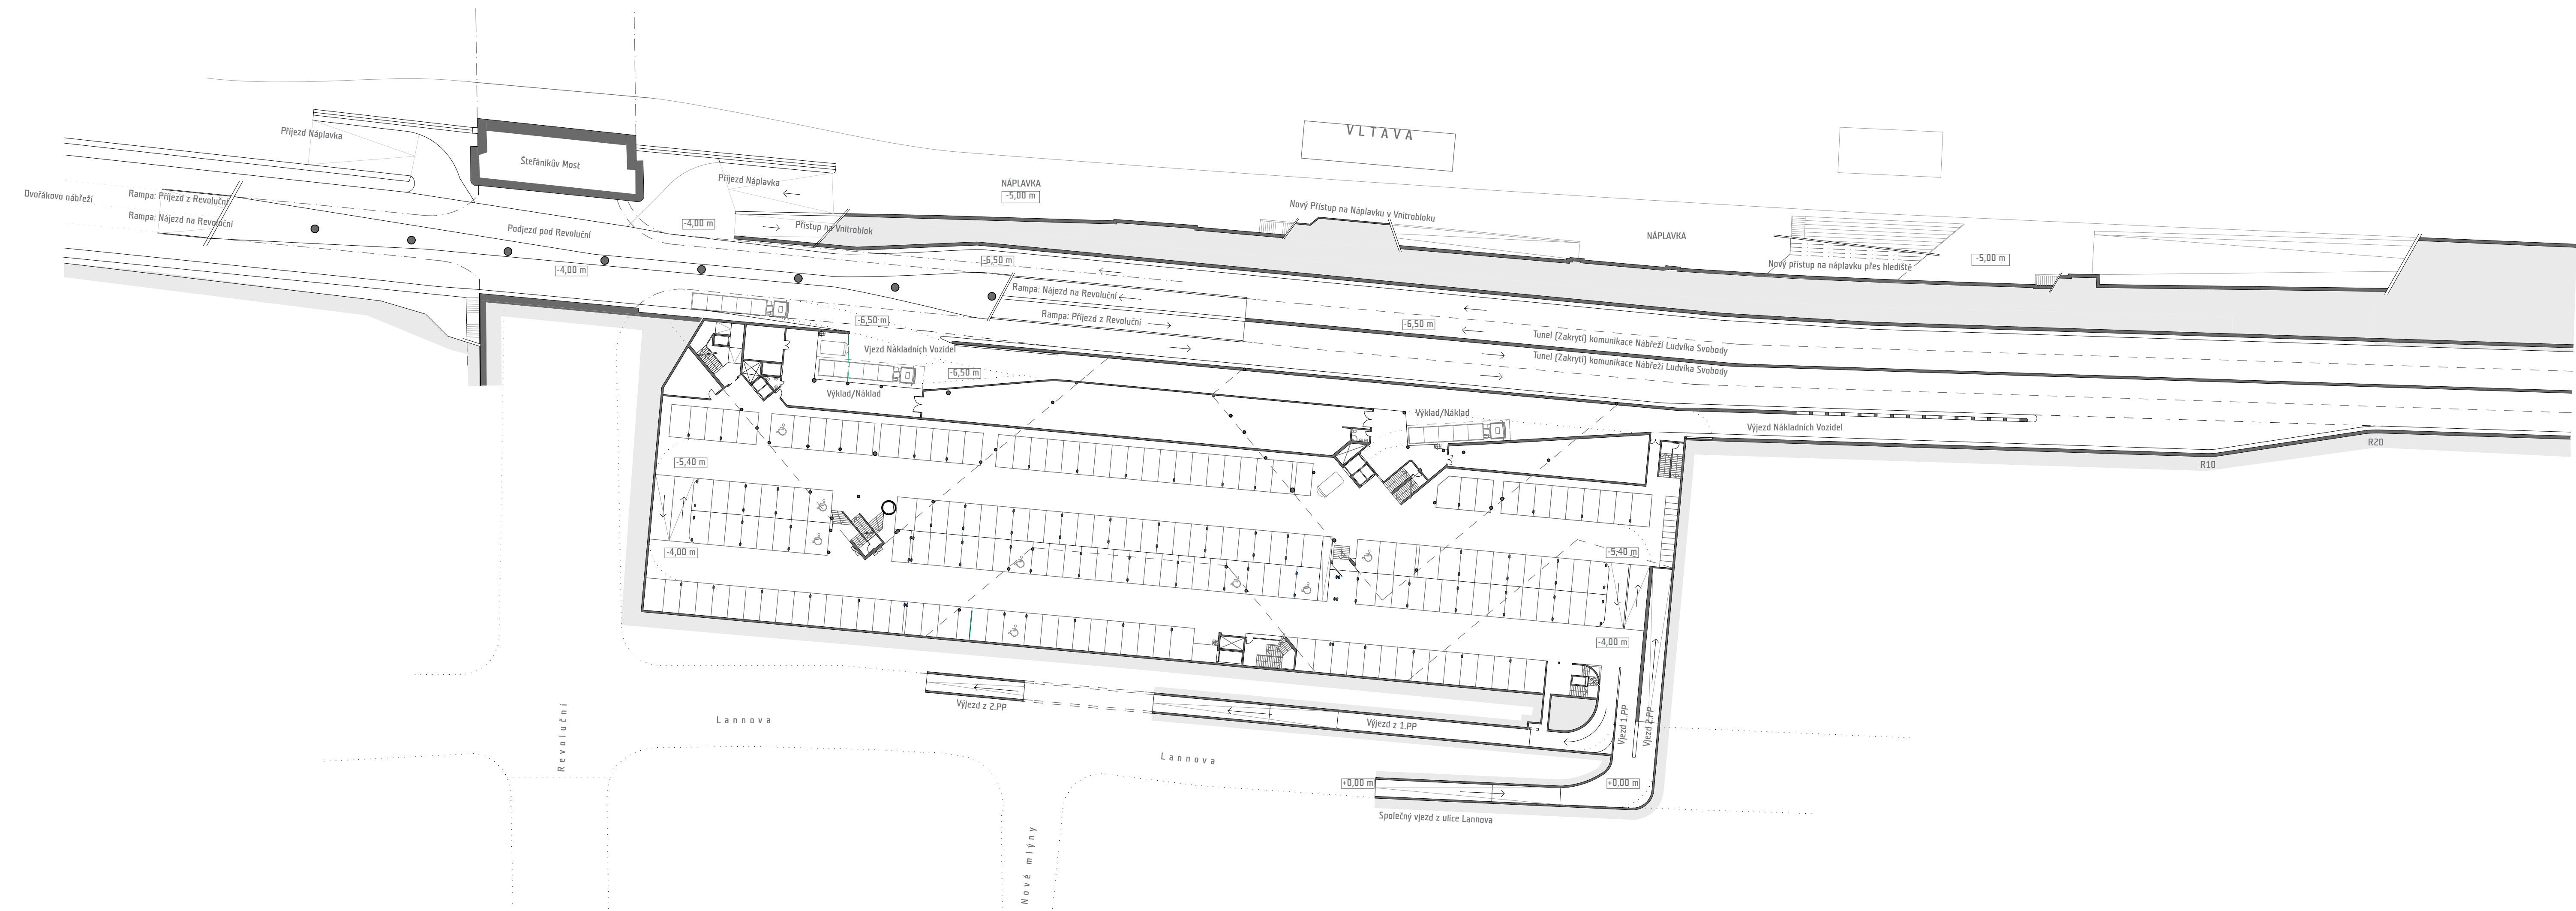 VLTAVA
Příjezd Náplavka
Štefánikův Most
Příjezd Náplavka
NÁPLAVKA
-5,00 m
Dvořákovo nábřeží
Rampa: Příjezd z Revoluční
Rampa: Nájezd na Revoluční
Podjezd pod Revoluční
-4,00 m
-4,00 m
Přístup na Vnitroblok
Nový Přístup na Náplavku v Vnitrobloku
NÁPLAVKA
-5,00 m
Nový přístup na náplavku přes hlediště
-6,50 m
Rampa: Nájezd na Revoluční
Rampa: Příjezd z Revoluční
-6,50 m
-6,50 m
Tunel (Zakrytí) komunikace Nábřeží Ludvíka Svobody
Tunel (Zakrytí) komunikace Nábřeží Ludvíka Svobody
Vjezd Nákladních Vozidel
-6,50 m
Výklad/Náklad
Výklad/Náklad
Výjezd Nákladních Vozidel
R20
R10
-5,40 m
-4,00 m
-5,40 m
-4,00 m
Výjezd z 2.PP
Výjezd z 1.PP
Vjezd 1.PP
Vjezd 2.PP
Revoluční
Lannova
Lannova
+0,00 m
+0,00 m
Společný vjezd z ulice Lannova
Nové mlýny